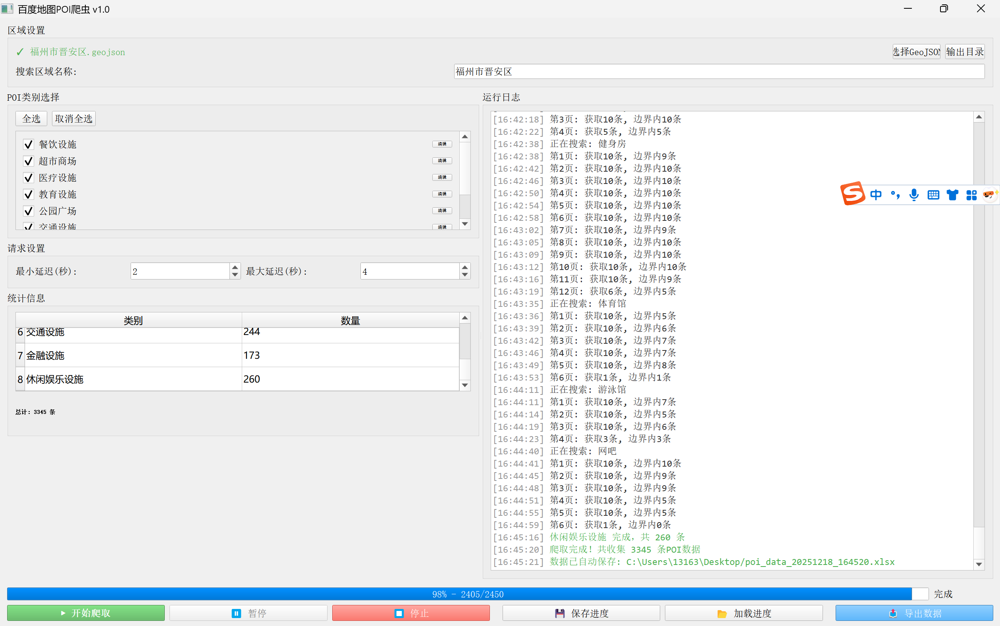 百度地图POI爬虫 v1.0
区域设置
✓ 福州市晋安区.geojson
选择GeoJSON
输出目录
搜索区域名称:
福州市晋安区
POI类别选择
全选
取消全选
餐饮设施 编辑
超市商场 编辑
医疗设施 编辑
教育设施 编辑
公园广场 编辑
交通设施 编辑
请求设置
最小延迟(秒): 2 最大延迟(秒): 4
统计信息
类别 数量
6 交通设施 244
7 金融设施 173
8 休闲娱乐设施 260
总计: 3345 条
运行日志
[16:42:18] 第3页: 获取10条, 边界内10条
[16:42:22] 第4页: 获取5条, 边界内5条
[16:42:38] 正在搜索: 健身房
[16:42:38] 第1页: 获取10条, 边界内9条
[16:42:42] 第2页: 获取10条, 边界内10条
[16:42:46] 第3页: 获取10条, 边界内10条
[16:42:50] 第4页: 获取10条, 边界内10条
[16:42:54] 第5页: 获取10条, 边界内10条
[16:42:58] 第6页: 获取10条, 边界内10条
[16:43:02] 第7页: 获取10条, 边界内9条
[16:43:05] 第8页: 获取10条, 边界内10条
[16:43:09] 第9页: 获取10条, 边界内10条
[16:43:12] 第10页: 获取10条, 边界内10条
[16:43:16] 第11页: 获取10条, 边界内9条
[16:43:19] 第12页: 获取6条, 边界内5条
[16:43:35] 正在搜索: 体育馆
[16:43:36] 第1页: 获取10条, 边界内5条
[16:43:39] 第2页: 获取10条, 边界内6条
[16:43:42] 第3页: 获取10条, 边界内7条
[16:43:46] 第4页: 获取10条, 边界内7条
[16:43:49] 第5页: 获取10条, 边界内8条
[16:43:53] 第6页: 获取1条, 边界内1条
[16:44:11] 正在搜索: 游泳馆
[16:44:11] 第1页: 获取10条, 边界内7条
[16:44:14] 第2页: 获取10条, 边界内5条
[16:44:19] 第3页: 获取10条, 边界内6条
[16:44:23] 第4页: 获取3条, 边界内3条
[16:44:40] 正在搜索: 网吧
[16:44:41] 第1页: 获取10条, 边界内10条
[16:44:45] 第2页: 获取10条, 边界内9条
[16:44:48] 第3页: 获取10条, 边界内9条
[16:44:51] 第4页: 获取10条, 边界内5条
[16:44:55] 第5页: 获取10条, 边界内5条
[16:44:59] 第6页: 获取1条, 边界内0条
[16:45:16] 休闲娱乐设施 完成, 共 260 条
[16:45:20] 爬取完成! 共收集 3345 条POI数据
[16:45:21] 数据已自动保存: C:\Users\13163\Desktop/poi_data_20251218_164520.xlsx
中
98% - 2405/2450 完成
开始爬取
暂停
停止
保存进度
加载进度
导出数据